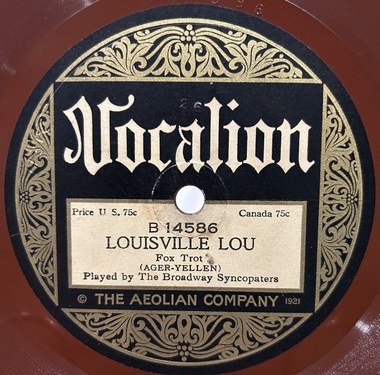 Vocalion
Price U S. 75c Canada 75c
B 14586
LOUISVILLE LOU
Fox Trot
(AGER-YELLEN)
Played by The Broadway Syncopaters
© THE AEOLIAN COMPANY 1921